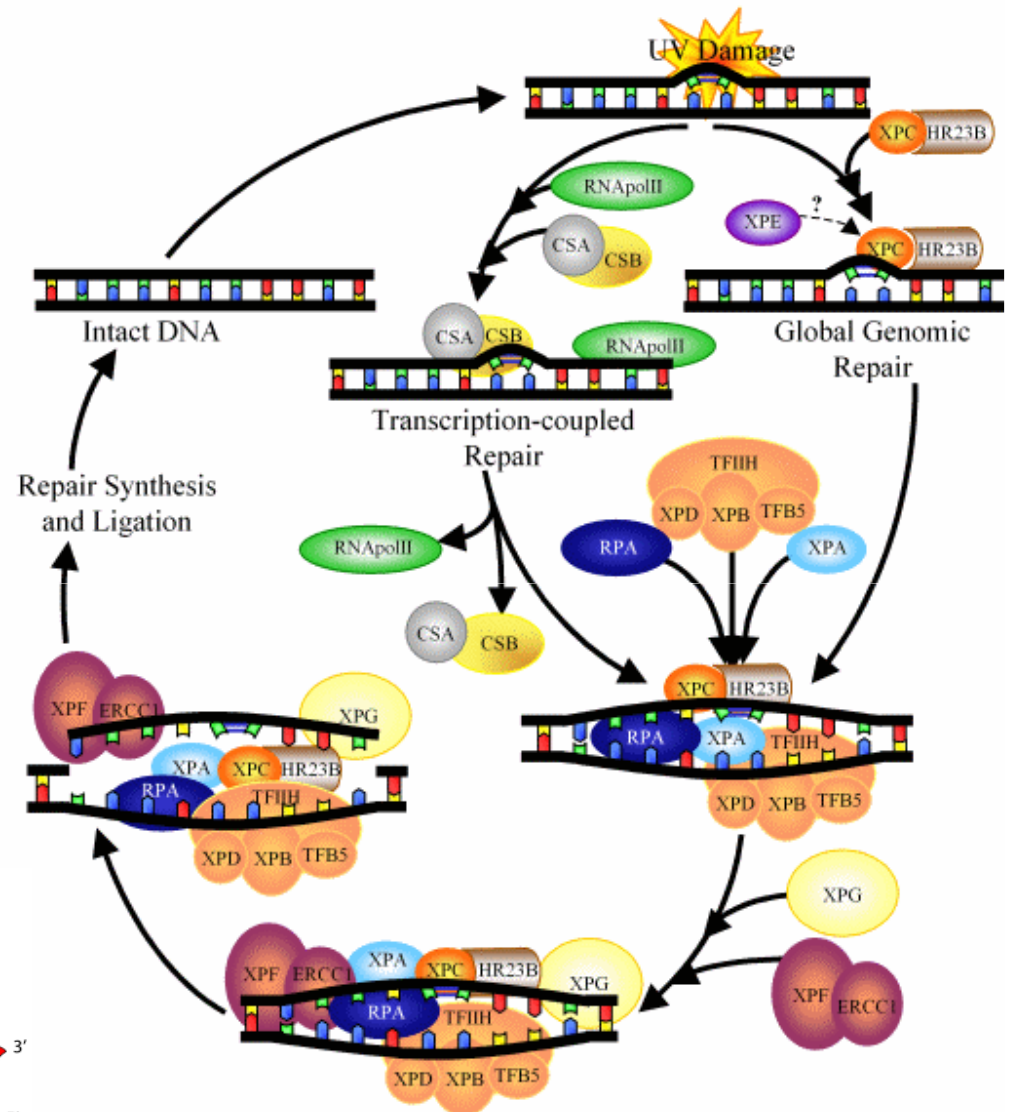 UV Damage
XPC HR23B
RNApolII
CSA
CSB
XPE
?
XPC HR23B
Intact DNA
CSA CSB
RNApolII
Global Genomic
Repair
Transcription-coupled
Repair
TFIIH
XPD XPB TFB5
RPA
XPA
Repair Synthesis
and Ligation
RNApolII
CSA CSB
XPC HR23B
RPA XPA TFIIH
XPD XPB TFB5
XPF ERCC1
XPG
XPA XPC HR23B
RPA
TFIIH
XPD XPB TFB5
XPG
XPF ERCC1
XPF ERCC1 XPA XPC HR23B XPG
RPA TFIIH
XPD XPB TFB5
3'